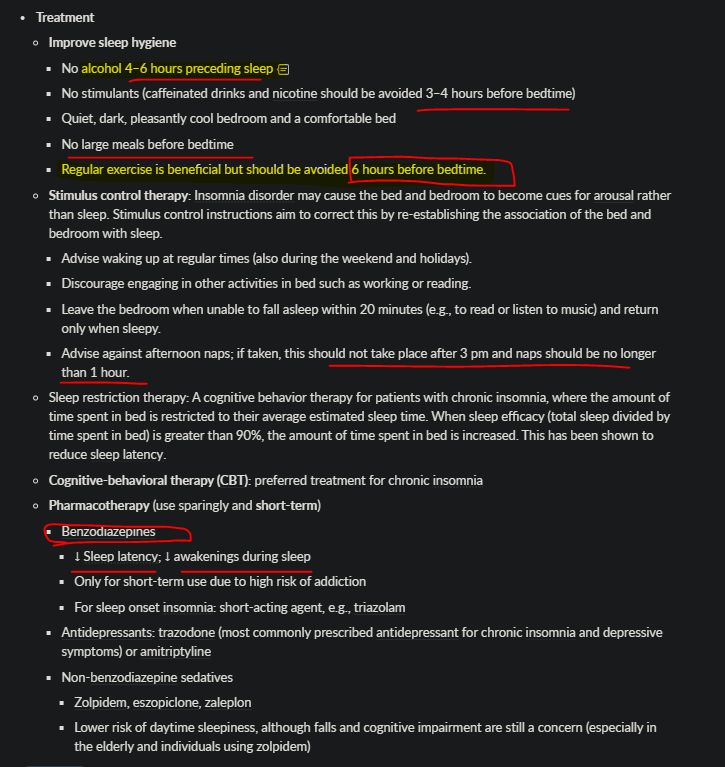 Treatment
Improve sleep hygiene
No alcohol 4–6 hours preceding sleep
No stimulants (caffeinated drinks and nicotine should be avoided 3–4 hours before bedtime)
Quiet, dark, pleasantly cool bedroom and a comfortable bed
No large meals before bedtime
Regular exercise is beneficial but should be avoided 6 hours before bedtime.
Stimulus control therapy: Insomnia disorder may cause the bed and bedroom to become cues for arousal rather
than sleep. Stimulus control instructions aim to correct this by re-establishing the association of the bed and
bedroom with sleep.
Advise waking up at regular times (also during the weekend and holidays).
Discourage engaging in other activities in bed such as working or reading.
Leave the bedroom when unable to fall asleep within 20 minutes (e.g., to read or listen to music) and return
only when sleepy.
Advise against afternoon naps; if taken, this should not take place after 3 pm and naps should be no longer
than 1 hour.
Sleep restriction therapy: A cognitive behavior therapy for patients with chronic insomnia, where the amount of
time spent in bed is restricted to their average estimated sleep time. When sleep efficacy (total sleep divided by
time spent in bed) is greater than 90%, the amount of time spent in bed is increased. This has been shown to
reduce sleep latency.
Cognitive-behavioral therapy (CBT): preferred treatment for chronic insomnia
Pharmacotherapy (use sparingly and short-term)
Benzodiazepines
↓ Sleep latency; ↓ awakenings during sleep
Only for short-term use due to high risk of addiction
For sleep onset insomnia: short-acting agent, e.g., triazolam
Antidepressants: trazodone (most commonly prescribed antidepressant for chronic insomnia and depressive
symptoms) or amitriptyline
Non-benzodiazepine sedatives
Zolpidem, eszopiclone, zaleplon
Lower risk of daytime sleepiness, although falls and cognitive impairment are still a concern (especially in
the elderly and individuals using zolpidem)